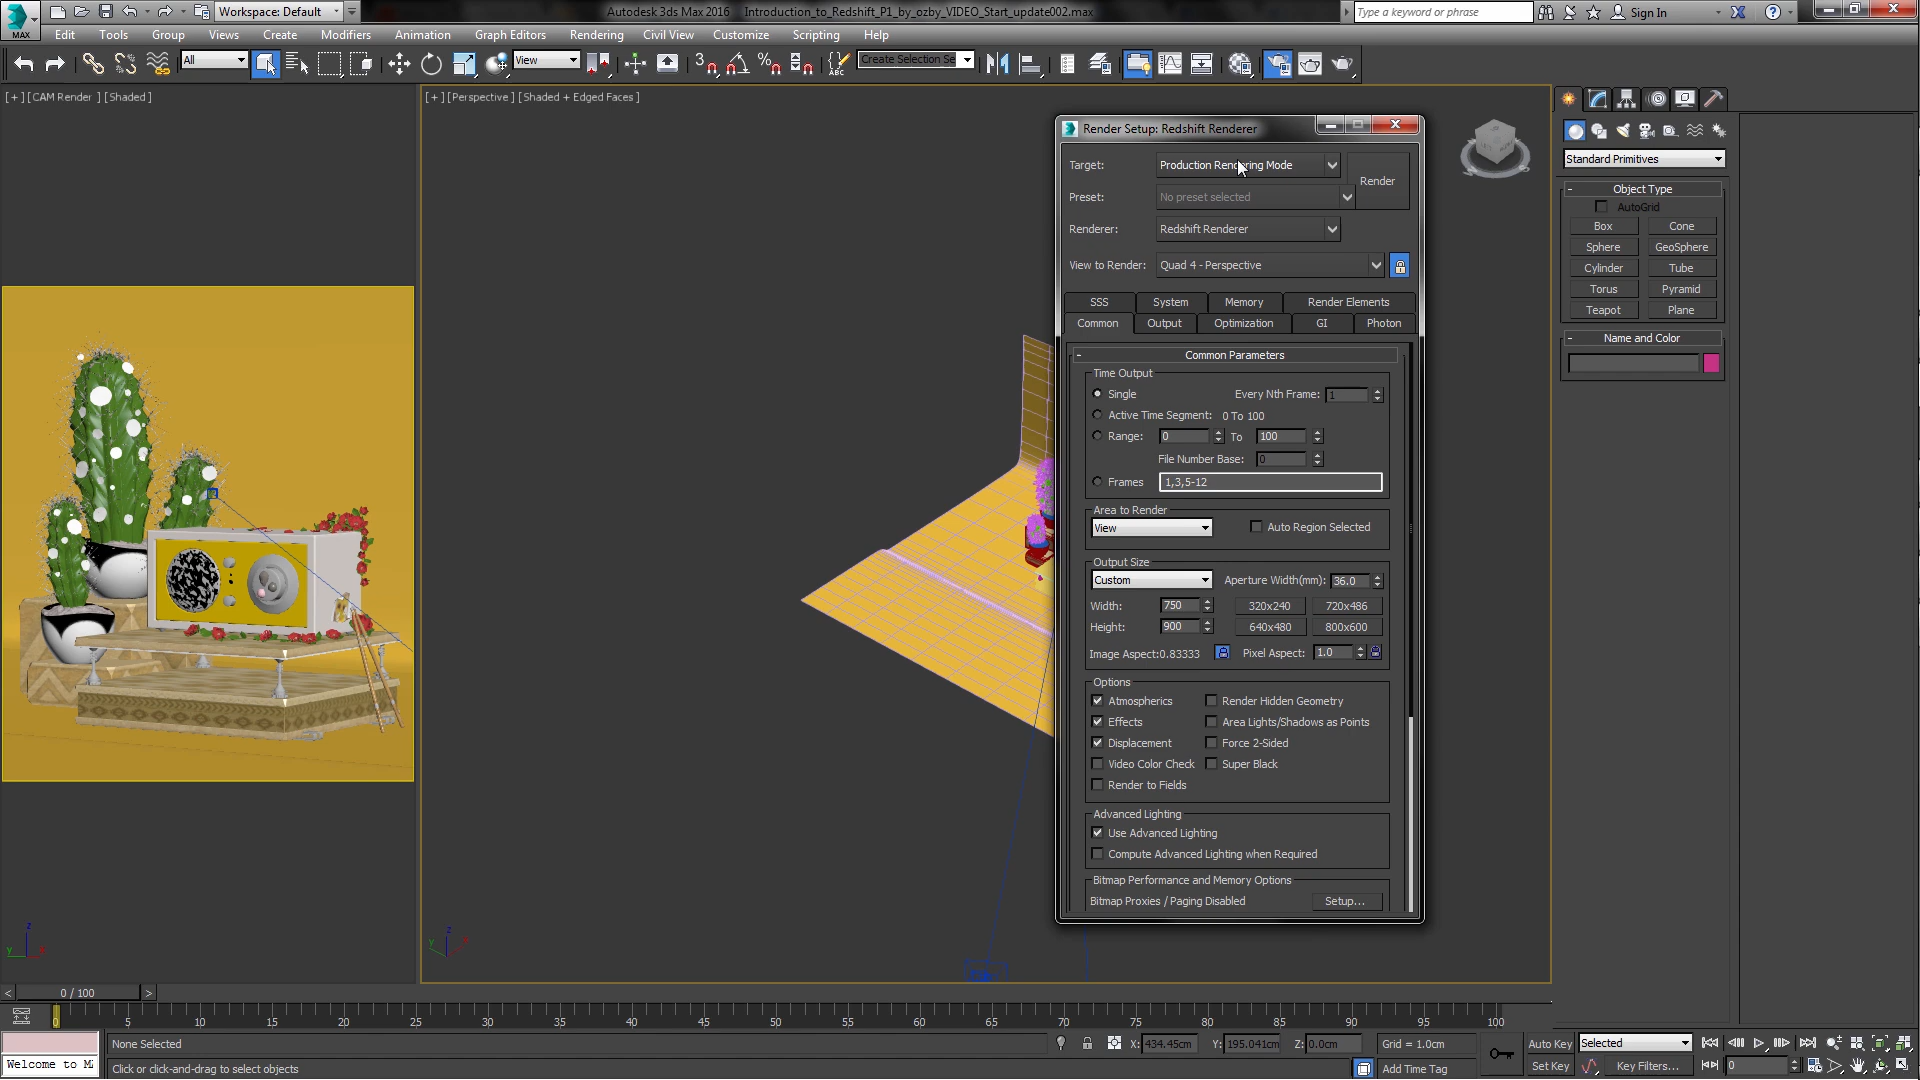 MAX
Workspace: Default
Autodesk 3ds Max 2016 Introduction_to_Redshift_P1_by_ozby_VIDEO_Start_update002.max
Type a keyword or phrase
Sign In
Edit Tools Group Views Create Modifiers Animation Graph Editors Rendering Civil View Customize Scripting Help
All
View
3
ABC
Create Selection Se
[+][CAM Render ][Shaded]
[+][Perspective][Shaded + Edged Faces ]
Render Setup: Redshift Renderer
Target: Production Rendering Mode
Render
Preset: No preset selected
Renderer: Redshift Renderer
View to Render: Quad 4 - Perspective
SSS System Memory Render Elements
Common Output Optimization GI Photon
- Common Parameters
Time Output
Single Every Nth Frame: 1
Active Time Segment: 0 To 100
Range: 0 To 100
File Number Base: 0
Frames 1,3,5-12
Area to Render
View Auto Region Selected
Output Size
Custom Aperture Width(mm): 36.0
Width: 750 320x240 720x486
Height: 900 640x480 800x600
Image Aspect:0.83333 Pixel Aspect: 1.0
Options
Atmospherics Render Hidden Geometry
Effects Area Lights/Shadows as Points
Displacement Force 2-Sided
Video Color Check Super Black
Render to Fields
Advanced Lighting
Use Advanced Lighting
Compute Advanced Lighting when Required
Bitmap Performance and Memory Options
Bitmap Proxies / Paging Disabled Setup...
Standard Primitives
- Object Type
AutoGrid
Box Cone
Sphere GeoSphere
Cylinder Tube
Torus Pyramid
Teapot Plane
- Name and Color
z
y x
z
y x
< 0 / 100 >
0 5 10 15 20 25 30 35 40 45 50 55 60 65 70 75 80 85 90 95 100
None Selected
X: 434.45cm Y: 195.041cm Z: 0.0cm Grid = 1.0cm
Auto Key Selected
Welcome to M
Click or click-and-drag to select objects
Add Time Tag
Set Key Key Filters... 0